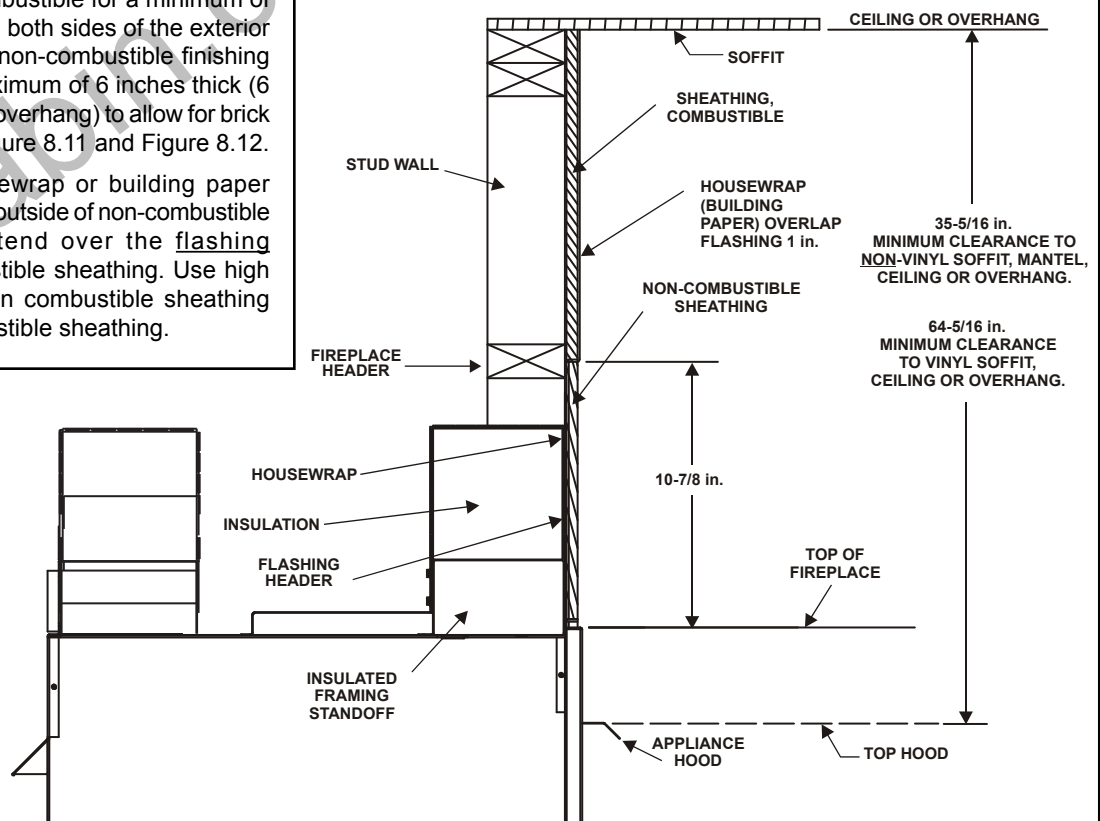 bustible for a minimum of
both sides of the exterior
non-combustible finishing
ximum of 6 inches thick (6
overhang) to allow for brick
ure 8.11 and Figure 8.12.
ewrap or building paper
outside of non-combustible
tend over the flashing
stible sheathing. Use high
n combustible sheathing
stible sheathing.
CEILING OR OVERHANG
SOFFIT
SHEATHING,
COMBUSTIBLE
STUD WALL
HOUSEWRAP
(BUILDING
PAPER) OVERLAP
FLASHING 1 in.
35-5/16 in.
MINIMUM CLEARANCE TO
NON-VINYL SOFFIT, MANTEL,
CEILING OR OVERHANG.
NON-COMBUSTIBLE
SHEATHING
64-5/16 in.
MINIMUM CLEARANCE
TO VINYL SOFFIT,
CEILING OR OVERHANG.
FIREPLACE
HEADER
HOUSEWRAP
10-7/8 in.
INSULATION
FLASHING
HEADER
TOP OF
FIREPLACE
INSULATED
FRAMING
STANDOFF
APPLIANCE
HOOD
TOP HOOD